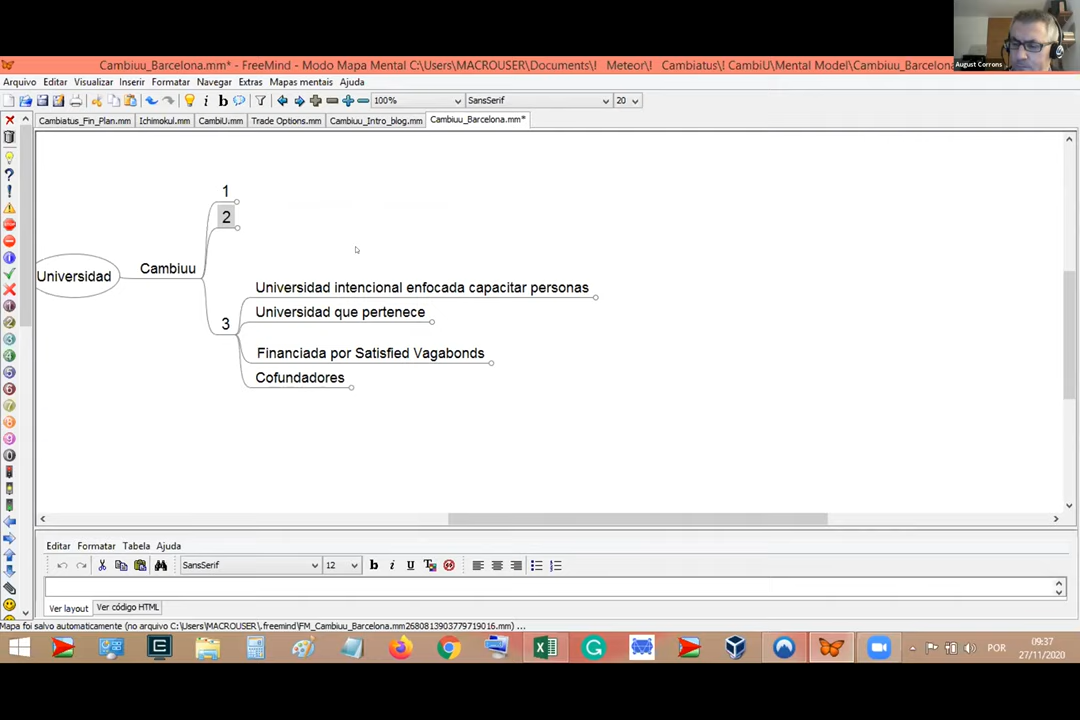 August Corrons
Cambiuu_Barcelona.mm* - FreeMind - Modo Mapa Mental C:\Users\MACROUSER\Documents\! Meteor\! Cambiatus\! CambiU\Mental Model\Cambiuu_Barcelona.
Arquivo Editar Visualizar Inserir Formatar Navegar Extras Mapas mentais Ajuda
100% SansSerif 20
Cambiatus_Fin_Plan.mm Ichimokul.mm CambiU.mm Trade Options.mm Cambiuu_Intro_blog.mm Cambiuu_Barcelona.mm*
1
2
Universidad
Cambiuu
Universidad intencional enfocada capacitar personas
Universidad que pertenece
3
Financiada por Satisfied Vagabonds
Cofundadores
Editar Formatar Tabela Ajuda
SansSerif 12
Ver layout Ver código HTML
Mapa foi salvo automaticamente (no arquivo C:\Users\MACROUSER\.freemind\FM_Cambiuu_Barcelona.mm2680813903779719016.mm) ...
POR
09:37
27/11/2020